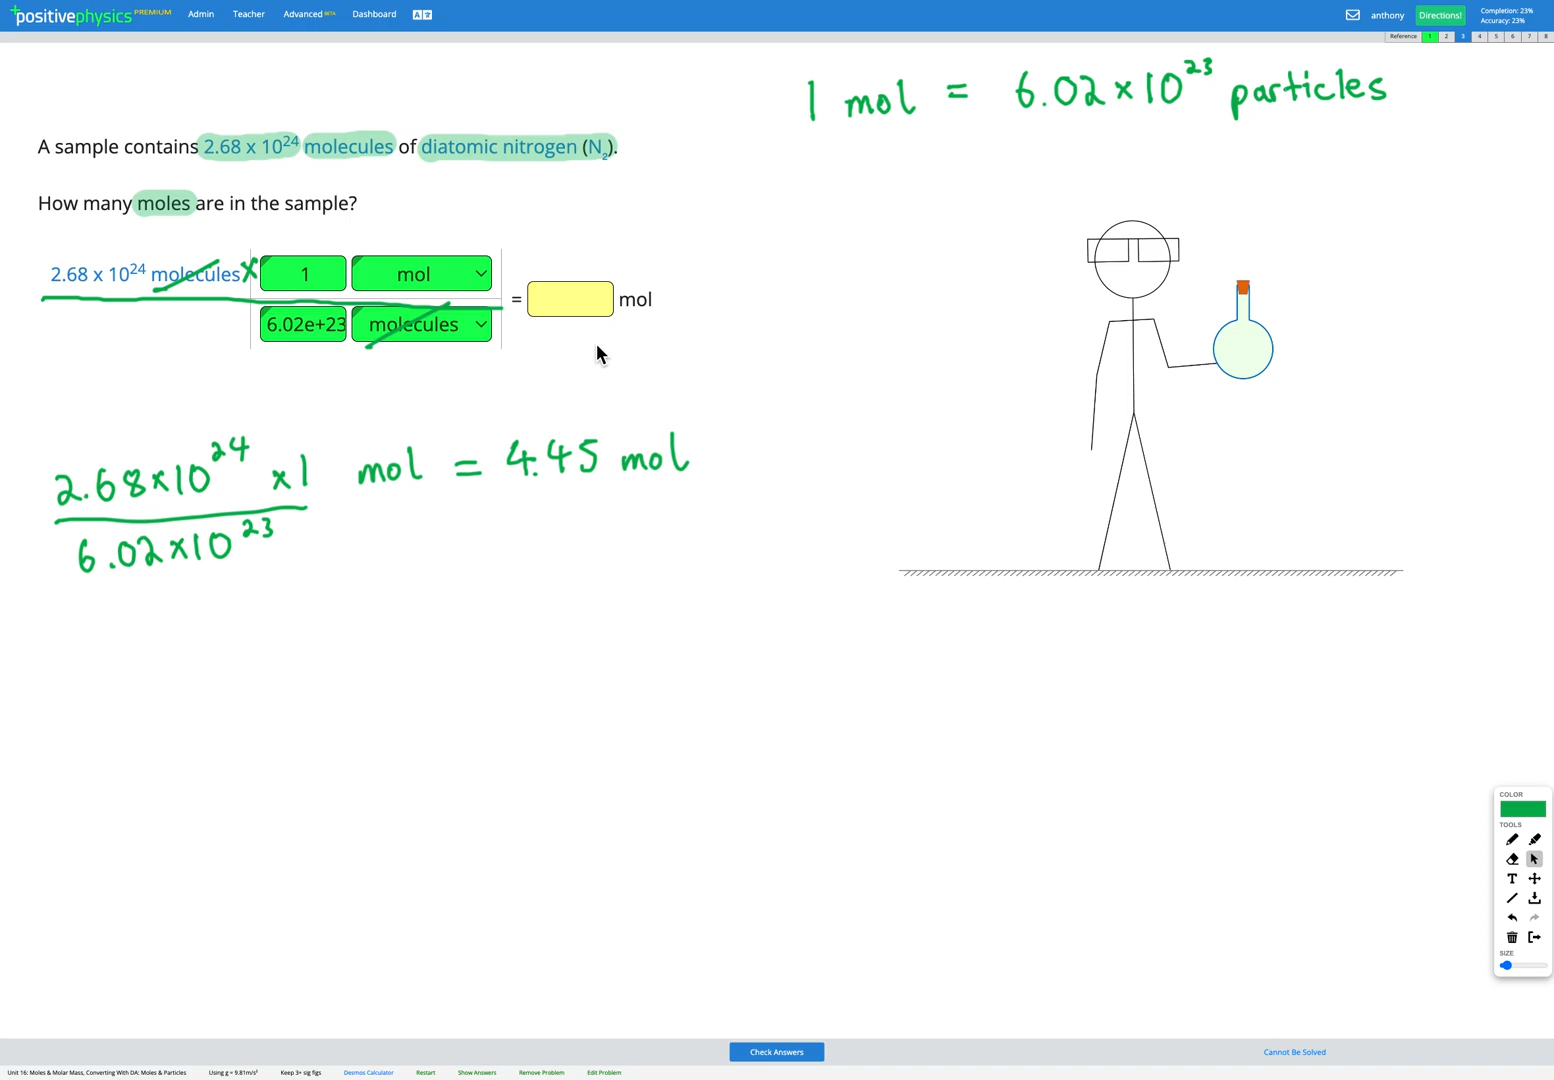 +positivephysics PREMIUM Admin Teacher Advanced BETA Dashboard A anthony Directions! Completion: 23%
Accuracy: 23%
Reference 1 2 3 4 5 6 7 8
1 mol = 6.02 x 10^23 particles
A sample contains 2.68 x 10^24 molecules of diatomic nitrogen (N₂).
How many moles are in the sample?
2.68 x 10^24 molecules x 1 mol
= mol
6.02e+23 molecules
2.68 x 10^24 x 1 mol = 4.45 mol
6.02 x 10^23
COLOR
TOOLS
T
SIZE
Check Answers Cannot Be Solved
Unit 16: Moles & Molar Mass, Converting With DA: Moles & Particles Using g = 9.81m/s² Keep 3+ sig figs Desmos Calculator Restart Show Answers Remove Problem Edit Problem